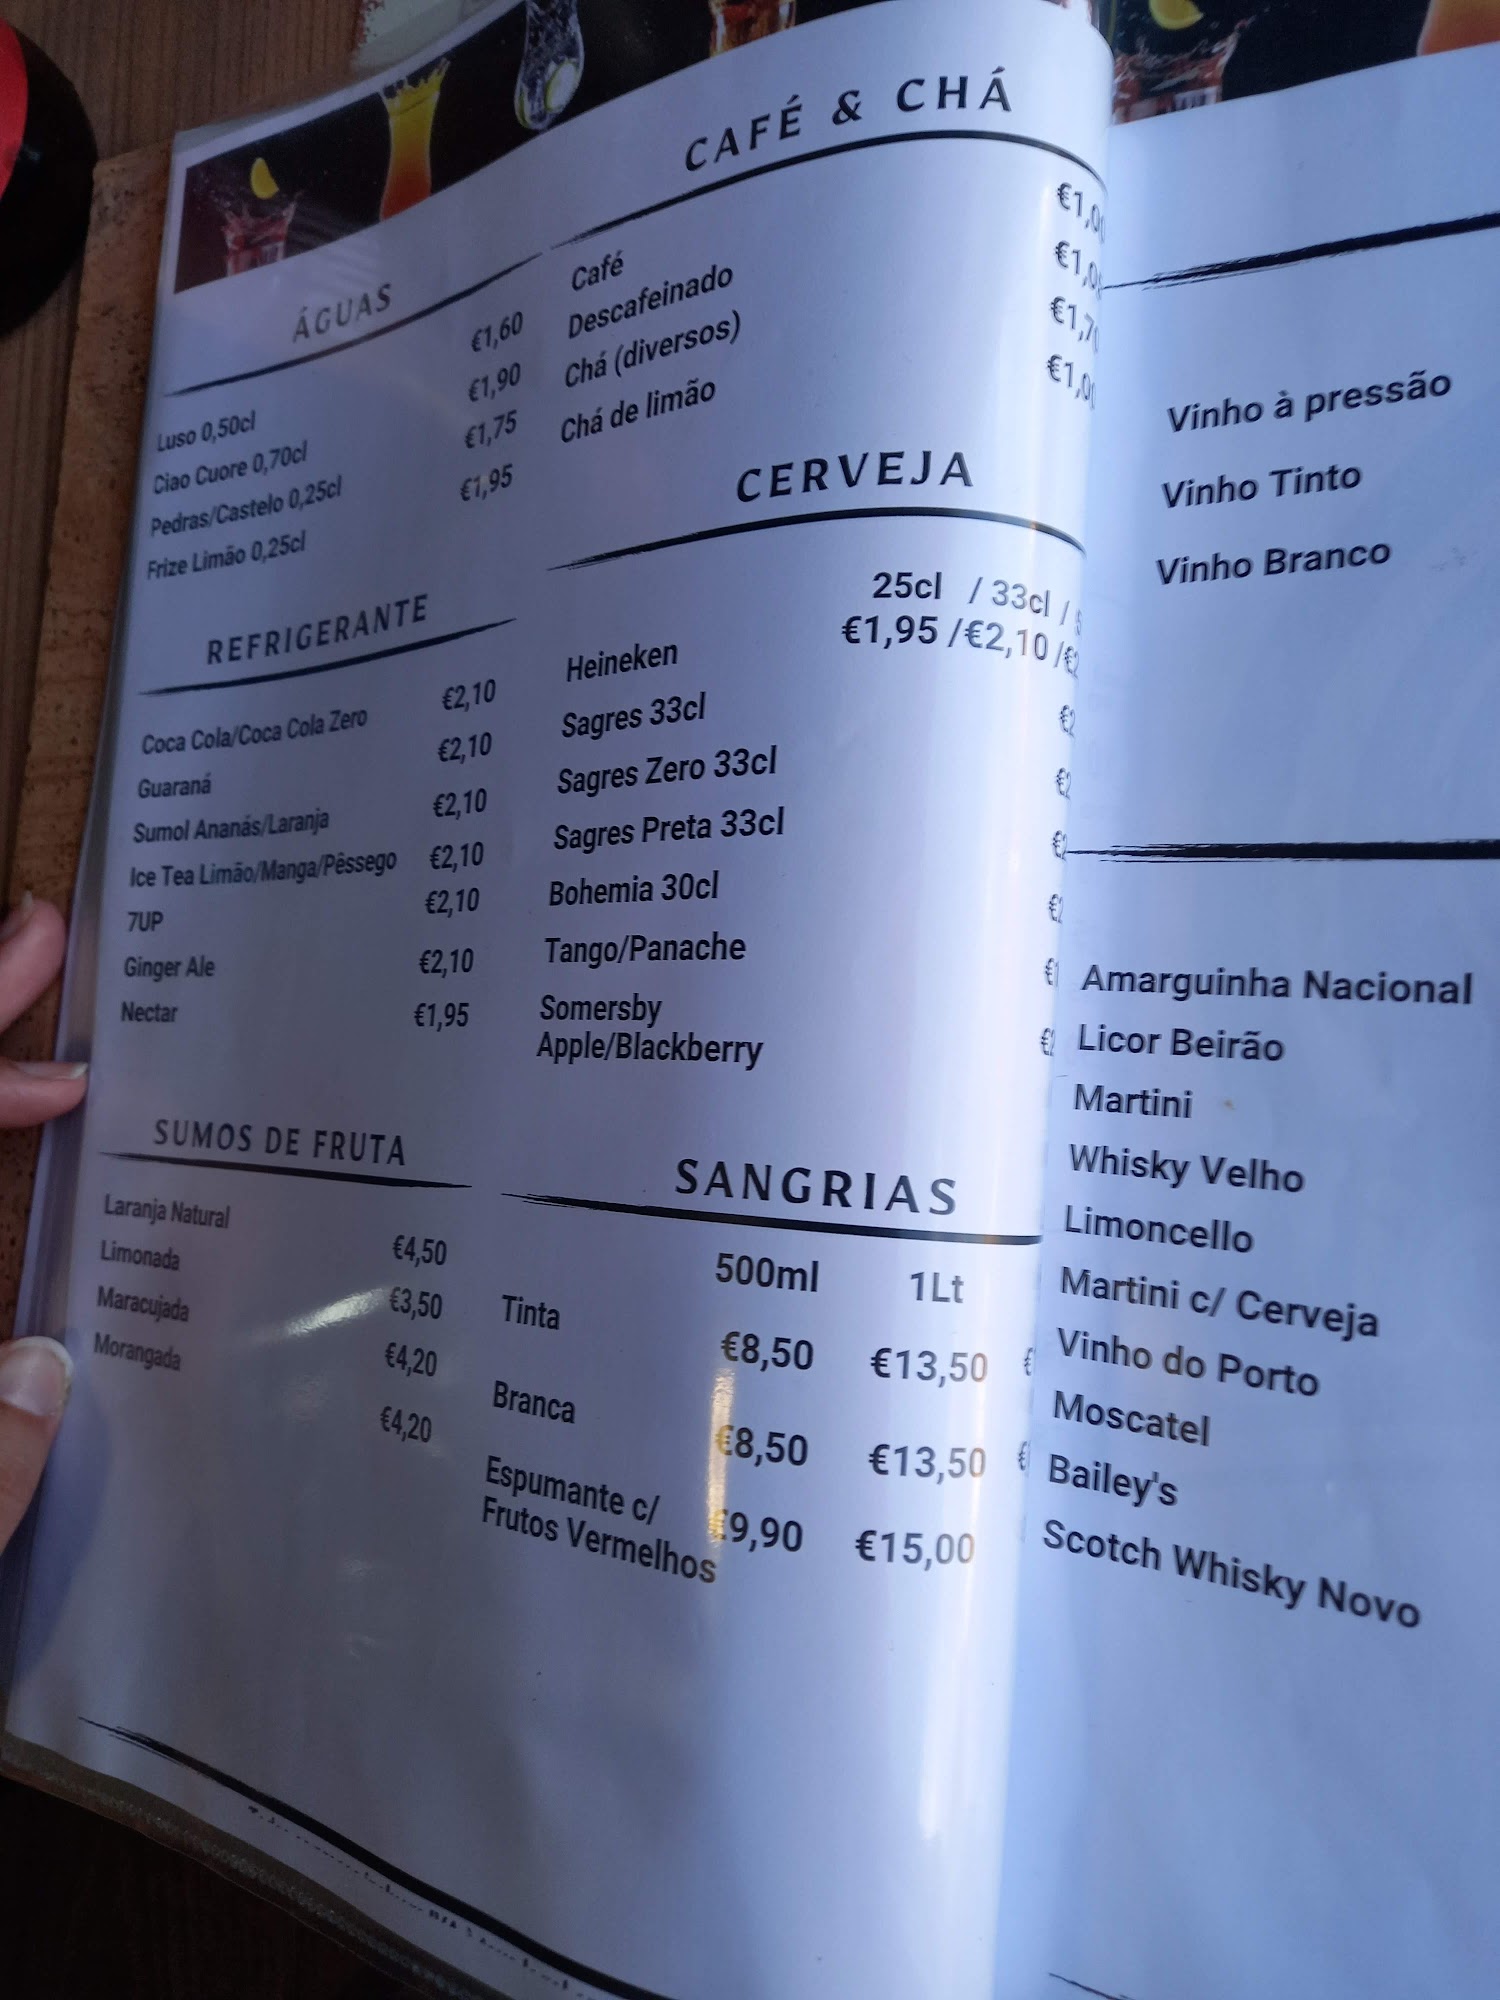 ÁGUAS
Luso 0,50cl €1,60
Ciao Cuore 0,70cl €1,90
Pedras/Castelo 0,25cl €1,75
Frize Limão 0,25cl €1,95
REFRIGERANTE
Coca Cola/Coca Cola Zero €2,10
Guaraná €2,10
Sumol Ananás/Laranja €2,10
Ice Tea Limão/Manga/Pêssego €2,10
7UP €2,10
Ginger Ale €2,10
Nectar €1,95
SUMOS DE FRUTA
Laranja Natural €4,50
Limonada €3,50
Maracujada €4,20
Morangada €4,20
CAFÉ & CHÁ
Café €1,00
Descafeinado
Chá (diversos) €1,70
Chá de limão €1,00
CERVEJA
25cl / 33cl /
Heineken €1,95 /€2,10 /
Sagres 33cl
Sagres Zero 33cl
Sagres Preta 33cl
Bohemia 30cl
Tango/Panache
Somersby
Apple/Blackberry
SANGRIAS
500ml 1Lt
Tinta €8,50 €13,50
Branca €8,50 €13,50
Espumante c/
Frutos Vermelhos €9,90 €15,00
Vinho à pressão
Vinho Tinto
Vinho Branco
Amarguinha Nacional
Licor Beirão
Martini
Whisky Velho
Limoncello
Martini c/ Cerveja
Vinho do Porto
Moscatel
Bailey's
Scotch Whisky Novo